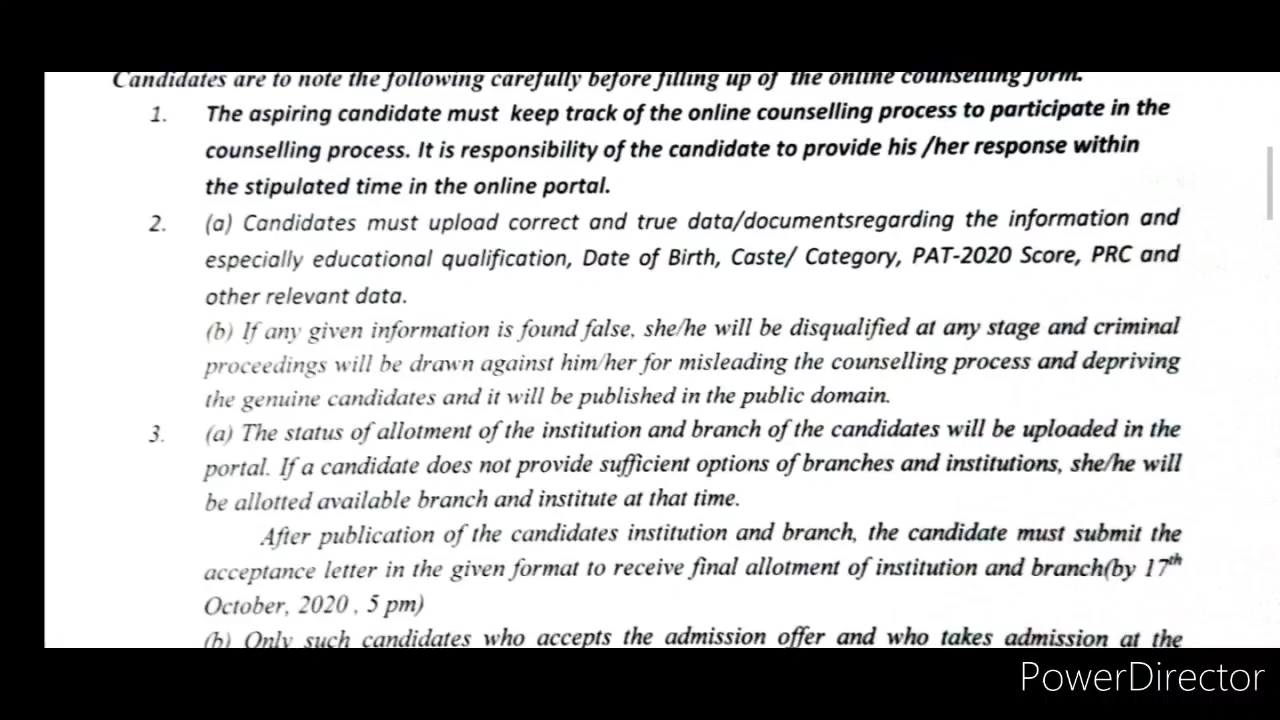 Candidates are to note the following carefully before filling up of the online counselling form.
1. The aspiring candidate must keep track of the online counselling process to participate in the
counselling process. It is responsibility of the candidate to provide his /her response within
the stipulated time in the online portal.
2. (a) Candidates must upload correct and true data/documentsregarding the information and
especially educational qualification, Date of Birth, Caste/ Category, PAT-2020 Score, PRC and
other relevant data.
(b) If any given information is found false, she/he will be disqualified at any stage and criminal
proceedings will be drawn against him/her for misleading the counselling process and depriving
the genuine candidates and it will be published in the public domain.
3. (a) The status of allotment of the institution and branch of the candidates will be uploaded in the
portal. If a candidate does not provide sufficient options of branches and institutions, she/he will
be allotted available branch and institute at that time.
After publication of the candidates institution and branch, the candidate must submit the
acceptance letter in the given format to receive final allotment of institution and branch(by 17th
October, 2020 , 5 pm)
(b) Only such candidates who accepts the admission offer and who takes admission at the
PowerDirector